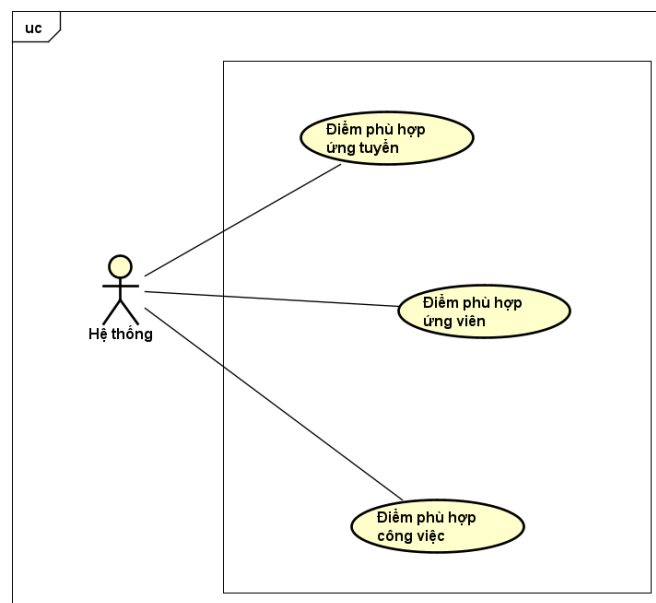 uc
Điểm phù hợp
ứng tuyển
Điểm phù hợp
ứng viên
Hệ thống
Điểm phù hợp
công việc